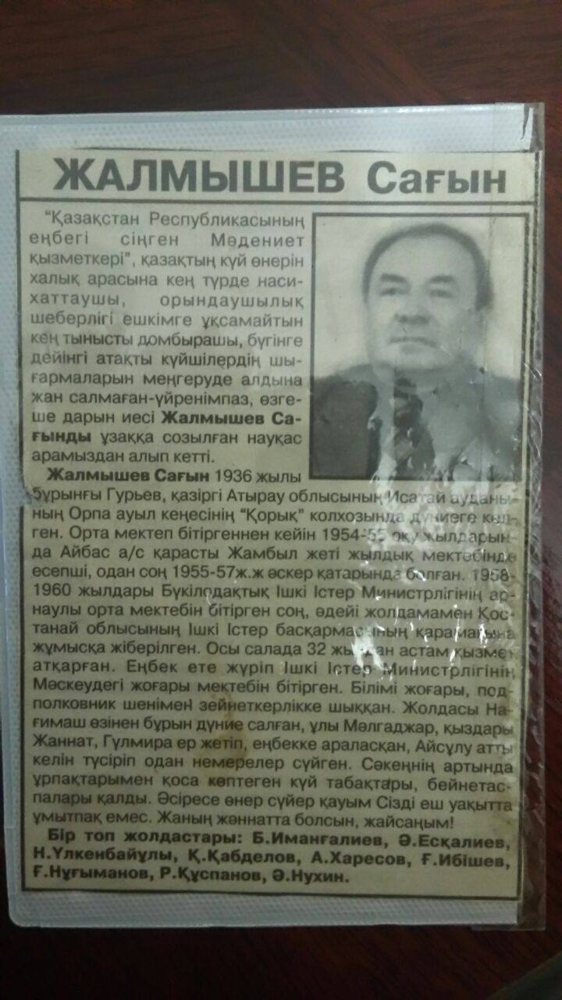 ЖАЛМЫШЕВ Сағын
“Қазақстан Республикасының
еңбегі сіңген Мәдениет
қызметкері”, қазақтың күй өнерін
халық арасына кең түрде наси-
хаттаушы, орындаушылық
шеберлігі ешкімге ұқсамайтын
кең тынысты домбырашы, бүгінге
дейінгі атақты күйшілердің шы-
ғармаларын меңгеруде алдына
жан салмаған-үйренімпаз, өзге-
ше дарын иесі Жалмышев Са-
ғынды ұзаққа созылған науқас
арамыздан алып кетті.
Жалмышев Сағын 1936 жылы
бұрынғы Гурьев, қазіргі Атырау облысының Исатай ауданы-
ның Орпа ауыл кеңесінің “Қорық” колхозында дүниеге кел-
ген. Орта мектеп бітіргеннен кейін 1954-55 оқу жылдарын-
да Айбас а/с қарасты Жамбыл жеті жылдық мектебінде
есепші, одан соң 1955-57ж.ж әскер қатарында болған. 1958-
1960 жылдары Бүкілодақтық Ішкі Істер Министрлігінің ар-
наулы орта мектебін бітірген соң, әдейі жолдамамен Қос-
танай облысының Ішкі Істер басқармасының қарамағына
жұмысқа жіберілген. Осы салада 32 жылдан астам қызмет
атқарған. Еңбек ете жүріп Ішкі Істер Министрлігінің
Мәскеудегі жоғары мектебін бітірген. Білімі жоғары, под-
полковник шенімен зейнеткерлікке шыққан. Жолдасы На-
ғимаш өзінен бұрын дүние салған, ұлы Мәлгаджар, қыздары
Жаннат, Гүлмира ер жетіп, еңбекке араласқан, Айсұлу атты
келін түсіріп одан немерелер сүйген. Сәкеңнің артында
ұрпақтарымен қоса көптеген күй табақтары, бейнетас-
палары қалды. Әсіресе өнер сүйер қауым Сізді еш уақытта
ұмытпақ емес. Жаның жәннатта болсын, жайсаңым!
Бір топ жолдастары: Б.Иманғалиев, Ә.Есқалиев,
Н.Үлкенбайұлы, Қ.Қабделов, А.Харесов, Ғ.Ибішев,
Ғ.Нұғыманов, Р.Құспанов, Ә.Нухин.